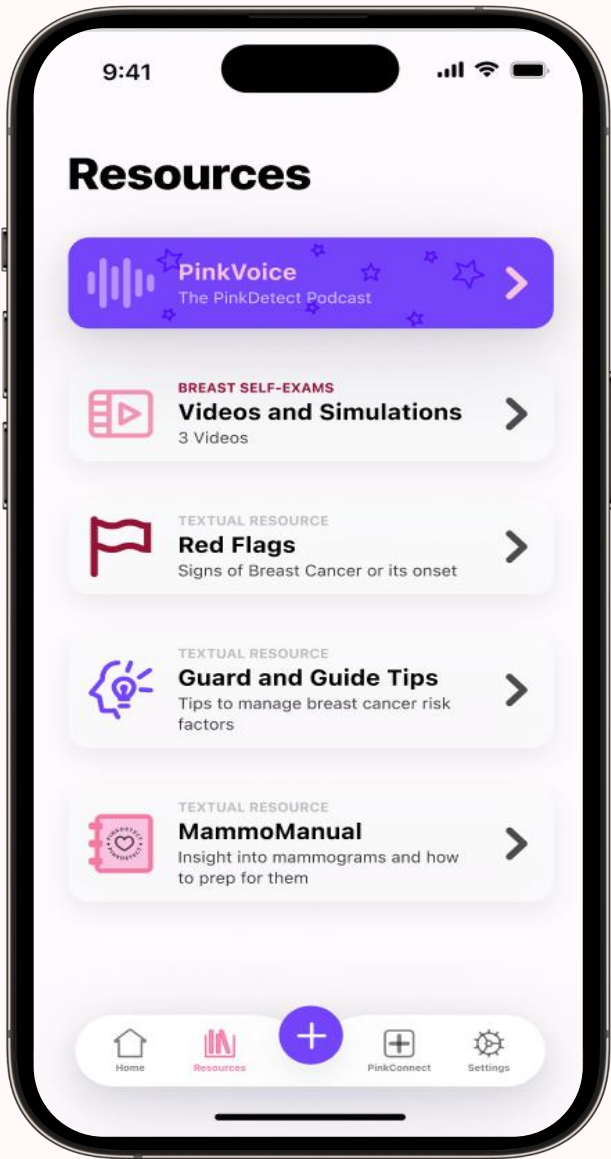 9:41
Resources
PinkVoice
The PinkDetect Podcast
BREAST SELF-EXAMS
Videos and Simulations
3 Videos
TEXTUAL RESOURCE
Red Flags
Signs of Breast Cancer or its onset
TEXTUAL RESOURCE
Guard and Guide Tips
Tips to manage breast cancer risk
factors
TEXTUAL RESOURCE
MammoManual
Insight into mammograms and how
to prep for them
PINKDETECT
PINKDETECT
Home
Resources
PinkConnect
Settings